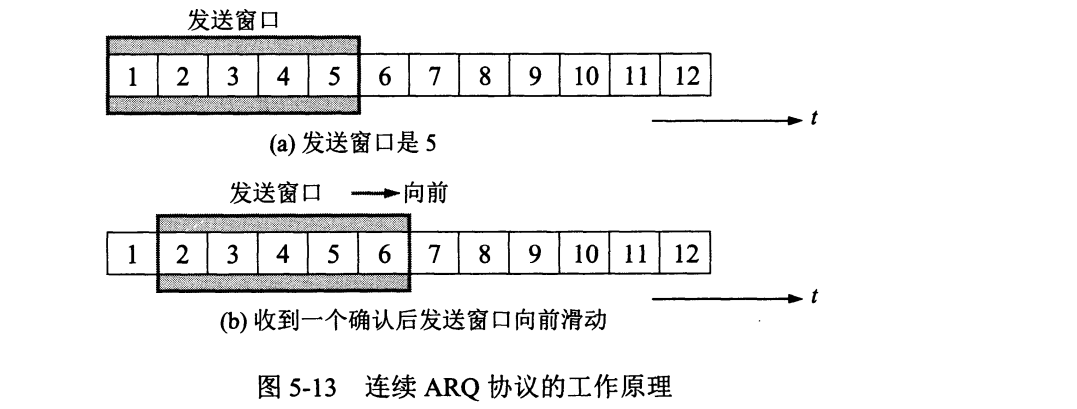 发送窗口
1 2 3 4 5 6 7 8 9 10 11 12
t
(a) 发送窗口是 5
发送窗口 向前
1 2 3 4 5 6 7 8 9 10 11 12
t
(b) 收到一个确认后发送窗口向前滑动
图 5-13 连续 ARQ 协议的工作原理